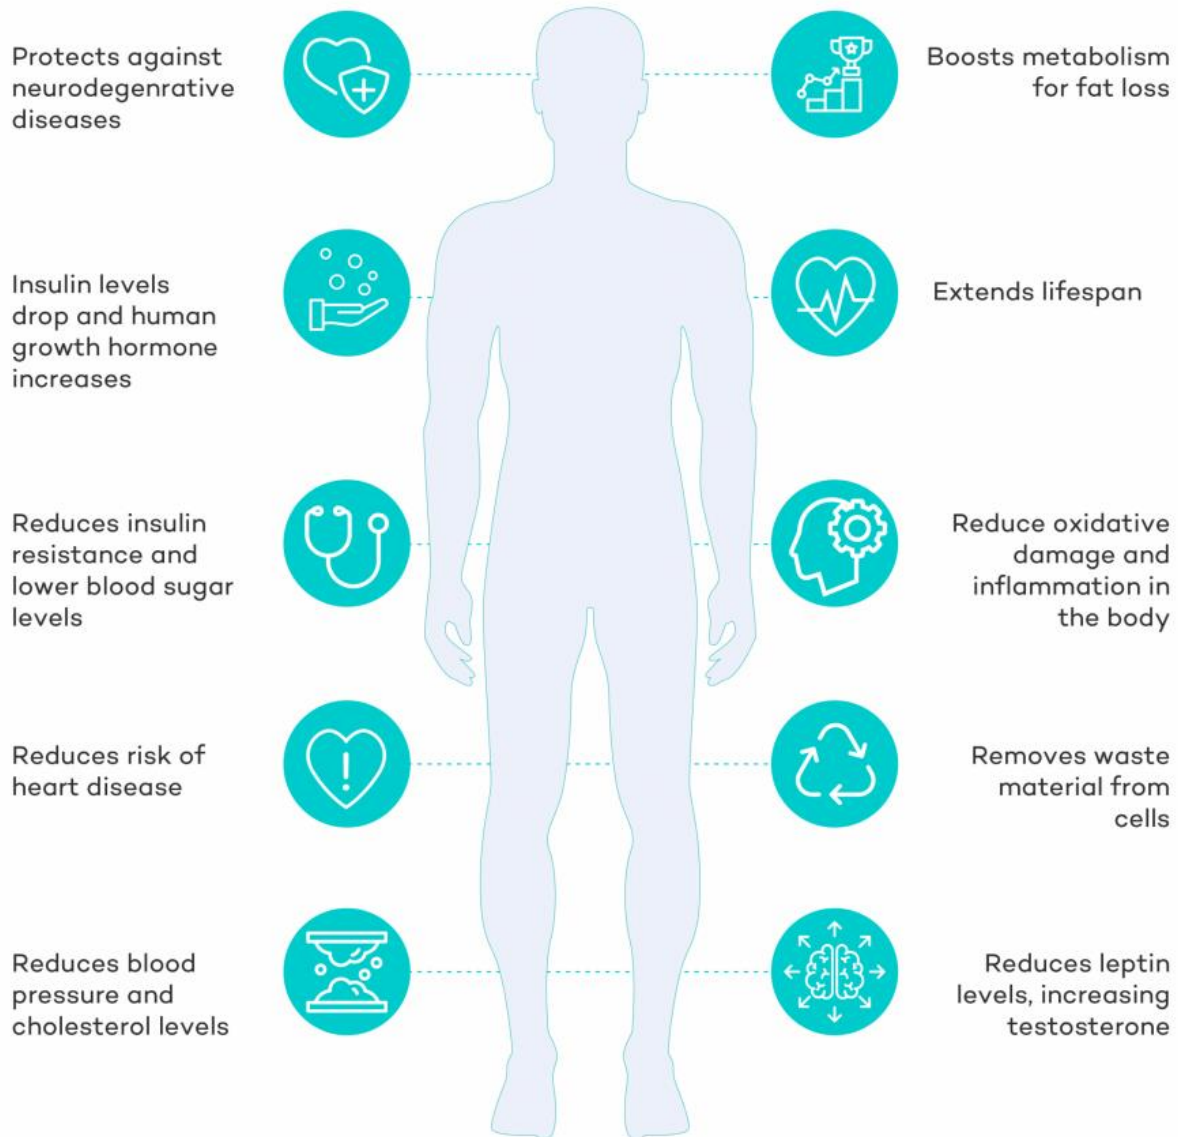 Protects against
neurodegenrative
diseases
Boosts metabolism
for fat loss
Insulin levels
drop and human
growth hormone
increases
Extends lifespan
Reduces insulin
resistance and
lower blood sugar
levels
Reduce oxidative
damage and
inflammation in
the body
Reduces risk of
heart disease
Removes waste
material from
cells
Reduces blood
pressure and
cholesterol levels
Reduces leptin
levels, increasing
testosterone